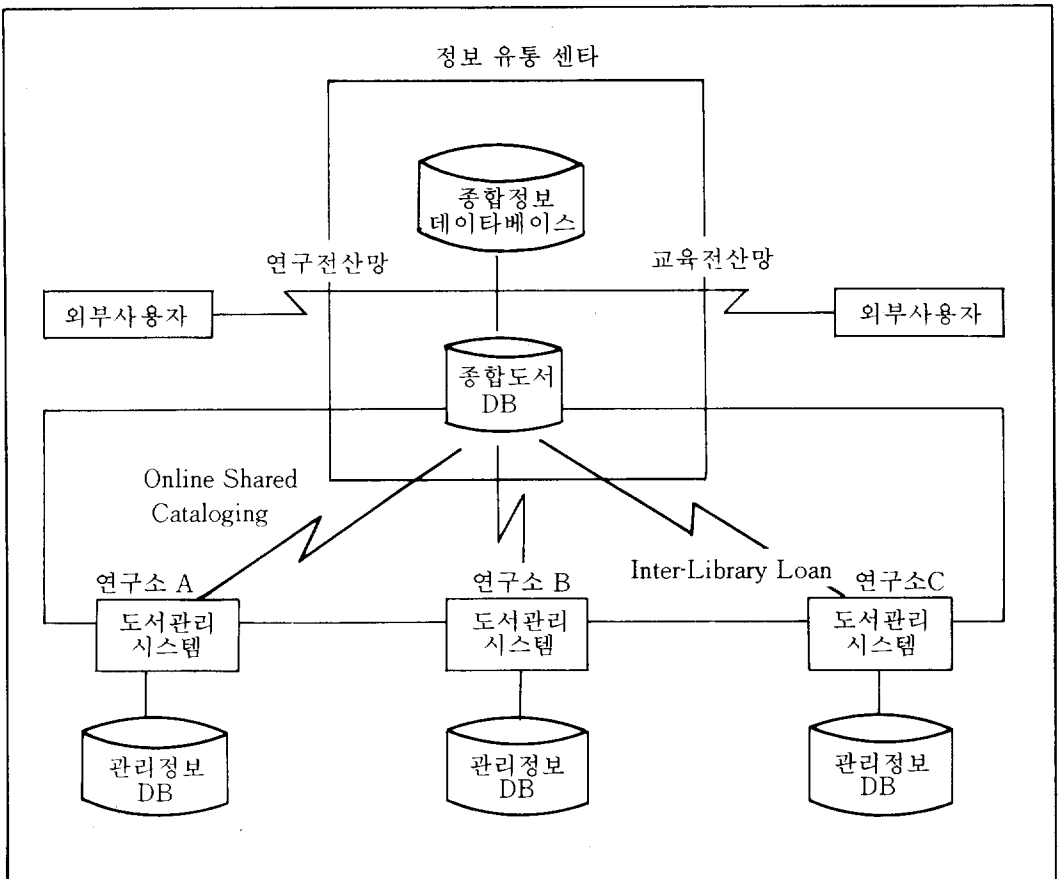 정보 유통 센타
종합정보
데이타베이스
연구전산망
교육전산망
외부사용자
외부사용자
종합도서
DB
Online Shared
Cataloging
Inter-Library Loan
연구소 A
연구소 B
연구소C
도서관리
시스템
도서관리
시스템
도서관리
시스템
관리정보
DB
관리정보
DB
관리정보
DB